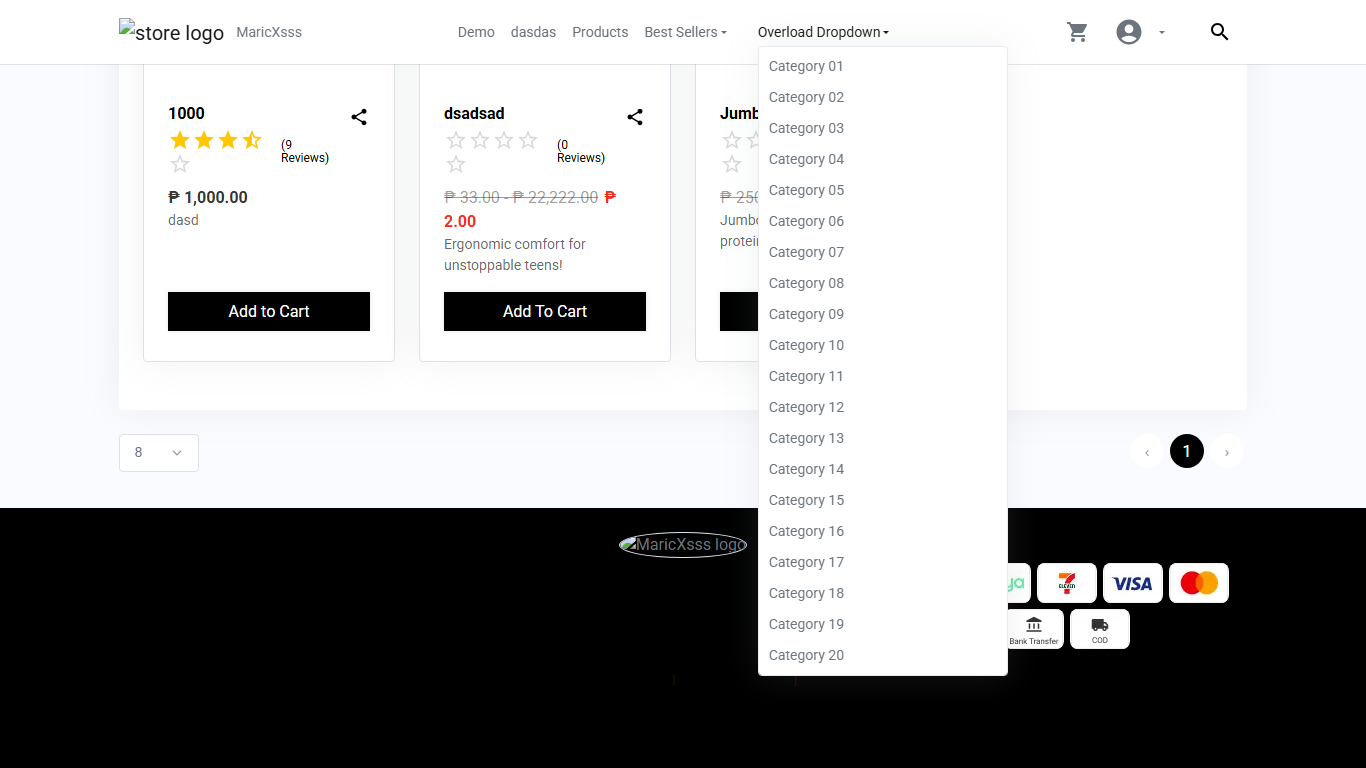 store logo
MaricXsss
Demo
dasdas
Products
Best Sellers
Overload Dropdown
Category 01
Category 02
Category 03
Category 04
Category 05
Category 06
Category 07
Category 08
Category 09
Category 10
Category 11
Category 12
Category 13
Category 14
Category 15
Category 16
Category 17
Category 18
Category 19
Category 20
1000
(9
Reviews)
₱ 1,000.00
dasd
Add to Cart
dsadsad
(0
Reviews)
₱ 33.00 - ₱ 22,222.00 ₱
2.00
Ergonomic comfort for
unstoppable teens!
Add To Cart
8
‹ 1 ›
MaricXsss logo
7 ELEVEN
VISA
Bank Transfer
COD